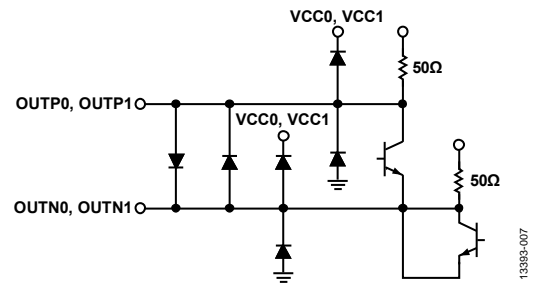 VCC0, VCC1
50Ω
OUTP0, OUTP1
VCC0, VCC1
50Ω
OUTN0, OUTN1
13393-007